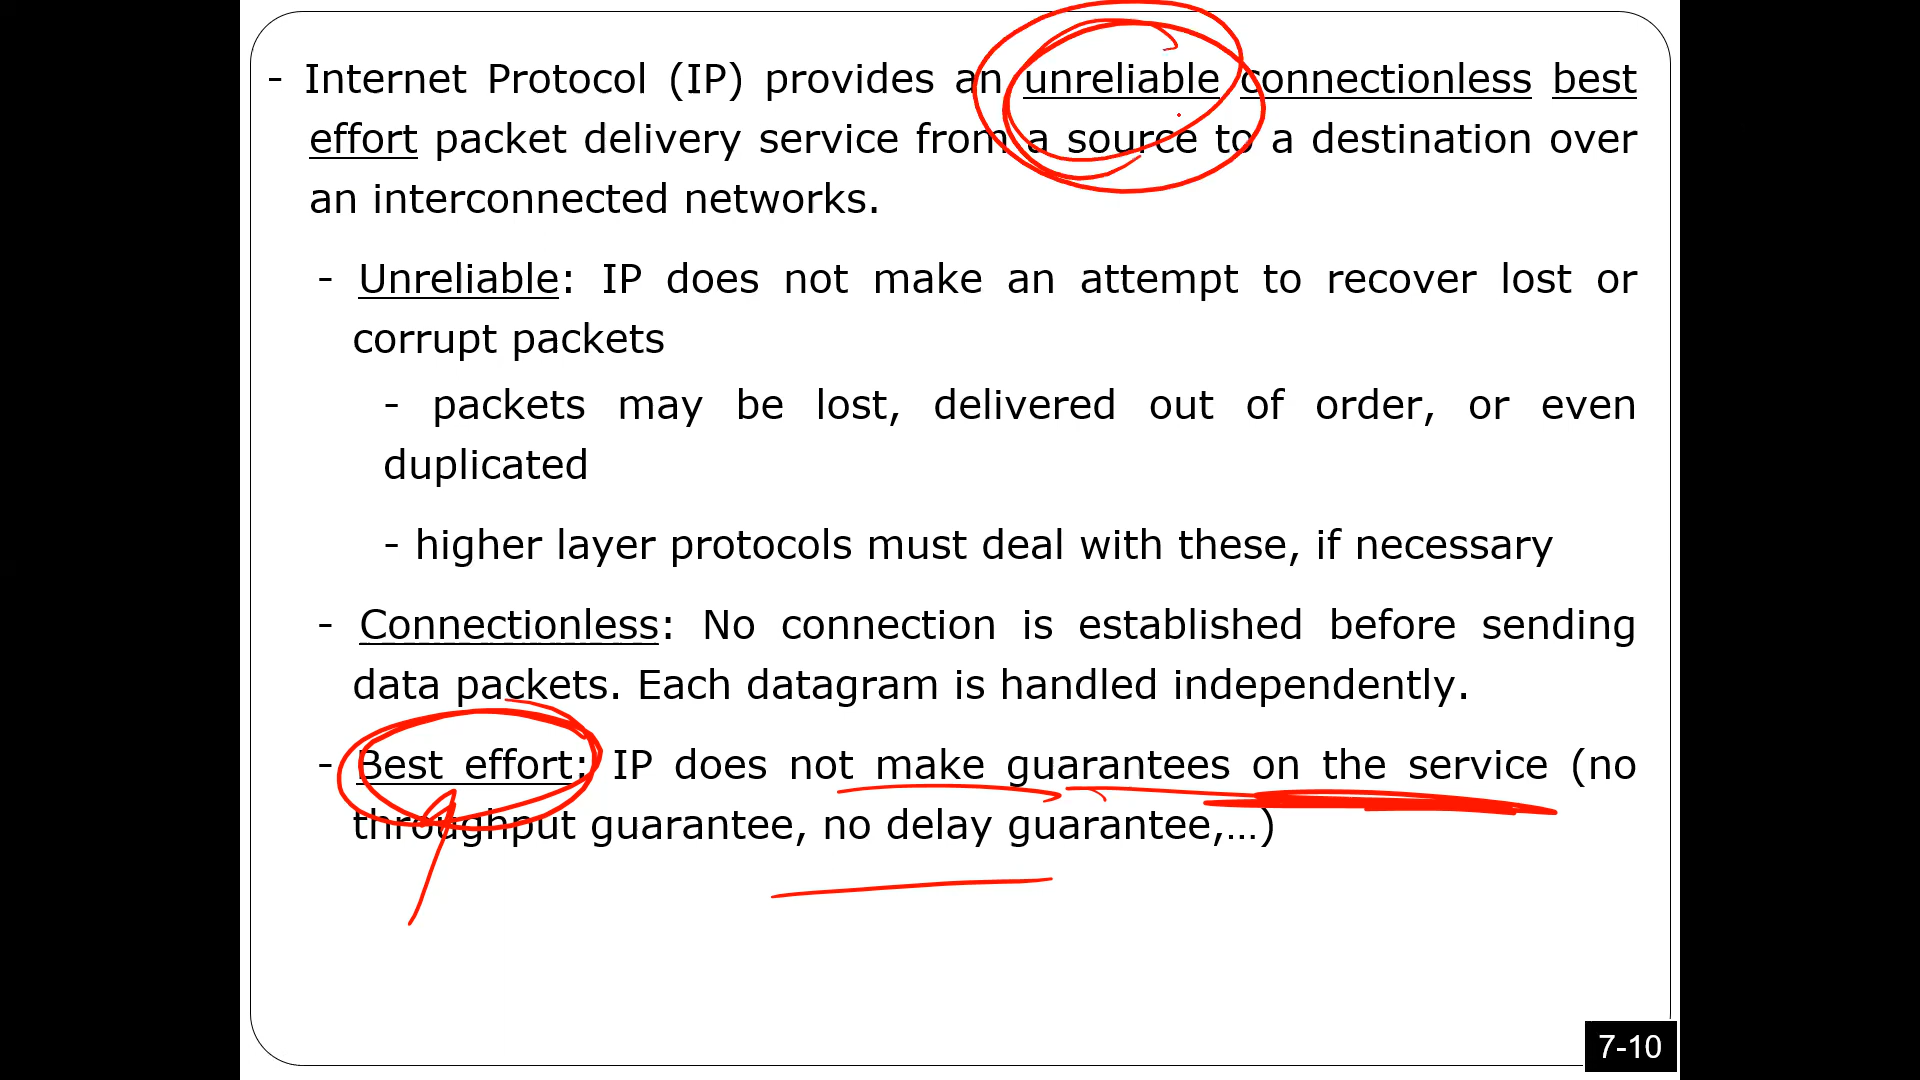 - Internet Protocol (IP) provides an unreliable connectionless best
effort packet delivery service from a source to a destination over
an interconnected networks.
- Unreliable: IP does not make an attempt to recover lost or
corrupt packets
- packets may be lost, delivered out of order, or even
duplicated
- higher layer protocols must deal with these, if necessary
- Connectionless: No connection is established before sending
data packets. Each datagram is handled independently.
- Best effort: IP does not make guarantees on the service (no
throughput guarantee, no delay guarantee,...)
7-10